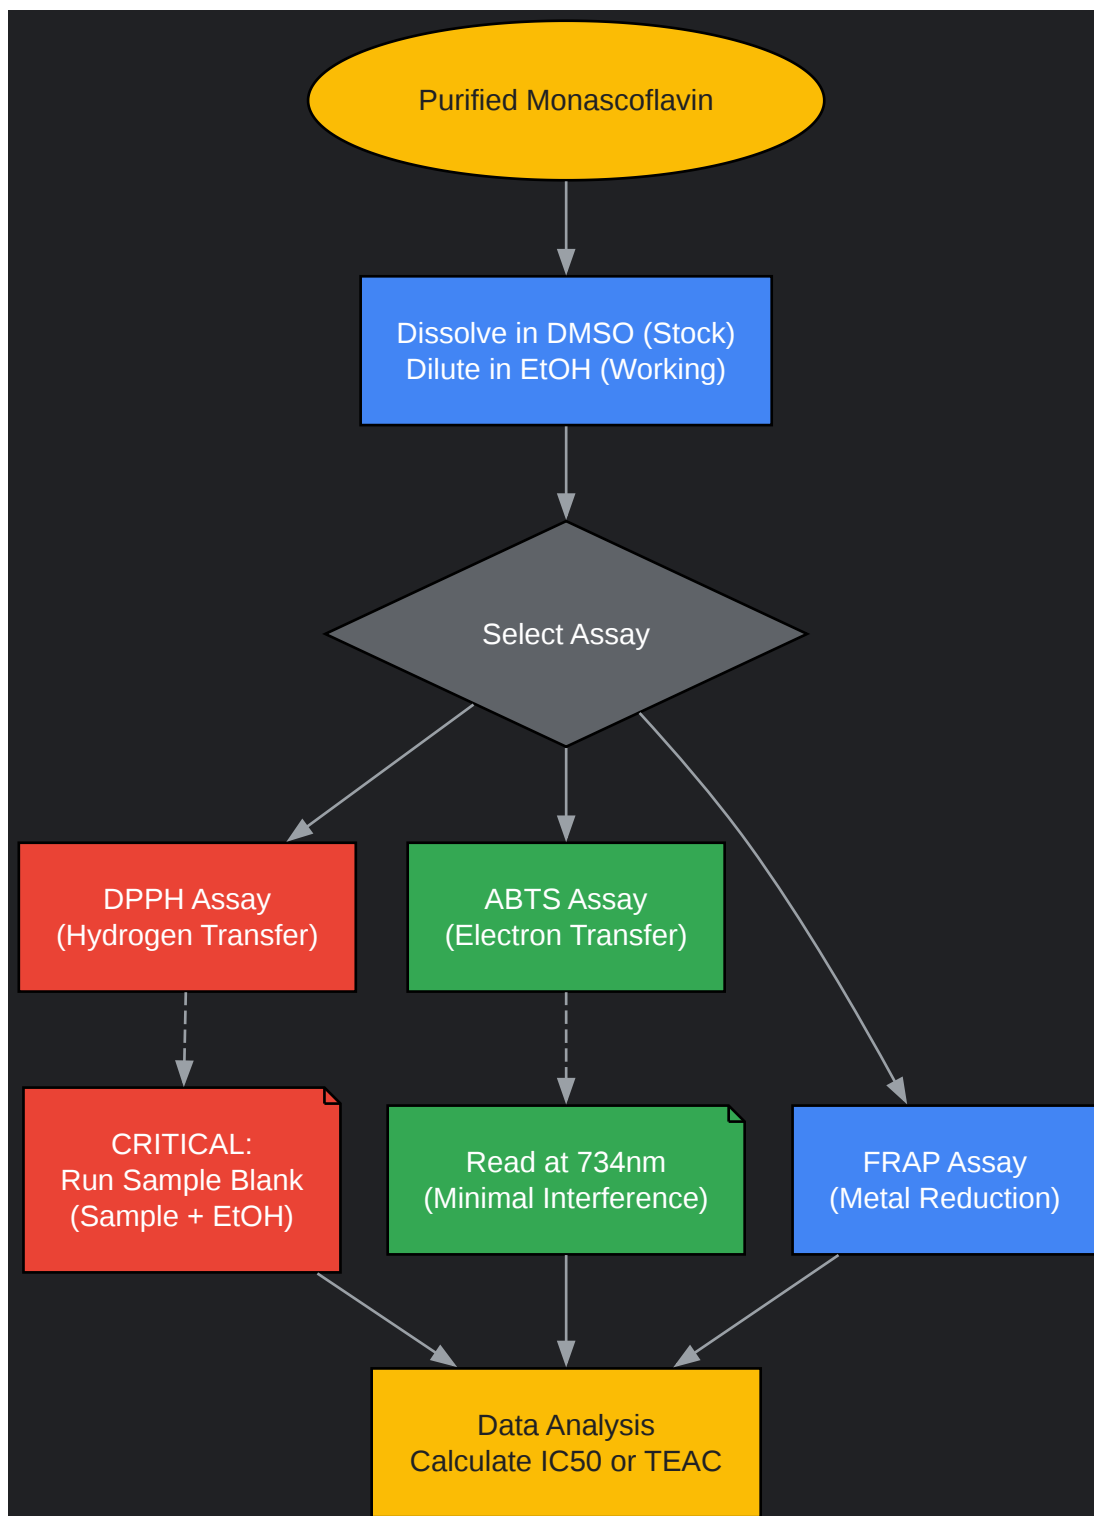 Purified Monascoflavin
Dissolve in DMSO (Stock)
Dilute in EtOH (Working)
Select Assay
DPPH Assay
(Hydrogen Transfer)
ABTS Assay
(Electron Transfer)
CRITICAL:
Run Sample Blank
(Sample + EtOH)
Read at 734nm
(Minimal Interference)
FRAP Assay
(Metal Reduction)
Data Analysis
Calculate IC50 or TEAC